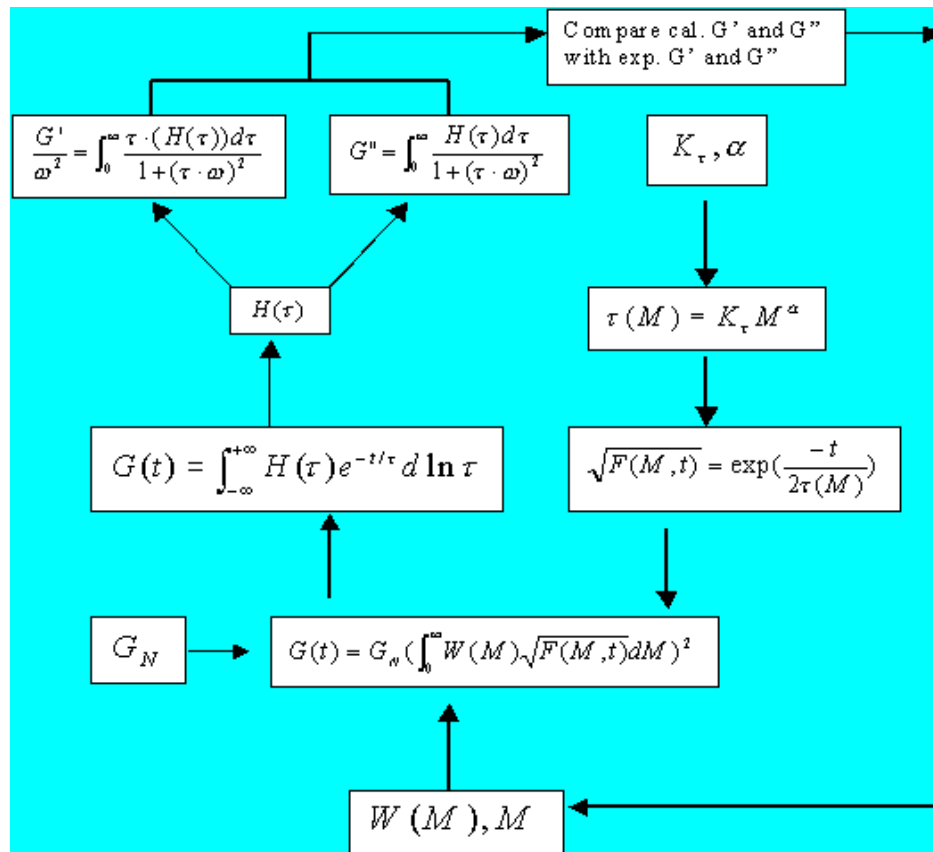 Compare cal. G’ and G”
with exp. G’ and G”
G'/ω² = ∫₀^∞ τ·(H(τ))dτ / 1+(τ·ω)²
G" = ∫₀^∞ H(τ)dτ / 1+(τ·ω)²
K_τ, α
H(τ)
τ(M) = K_τ M^α
G(t) = ∫_{-∞}^{+∞} H(τ)e^{-t/τ} d ln τ
√F(M,t) = exp(-t / 2τ(M))
G_N
G(t) = G_N (∫₀^∞ W(M)√F(M,t)dM)²
W(M), M